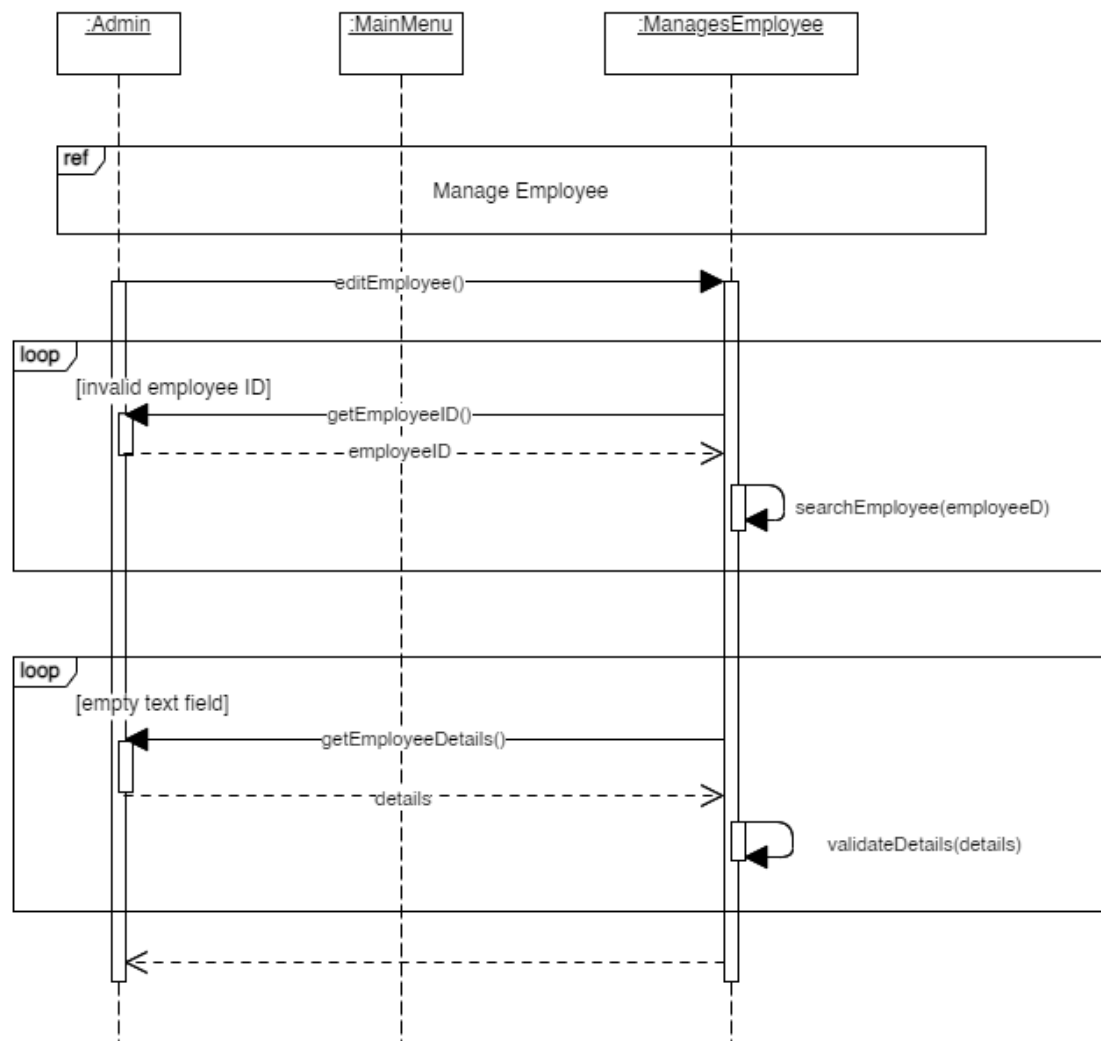 :Admin
:MainMenu
:ManagesEmployee
ref
Manage Employee
editEmployee()
loop
[invalid employee ID]
getEmployeeID()
employeeID
searchEmployee(employeeD)
loop
[empty text field]
getEmployeeDetails()
details
validateDetails(details)